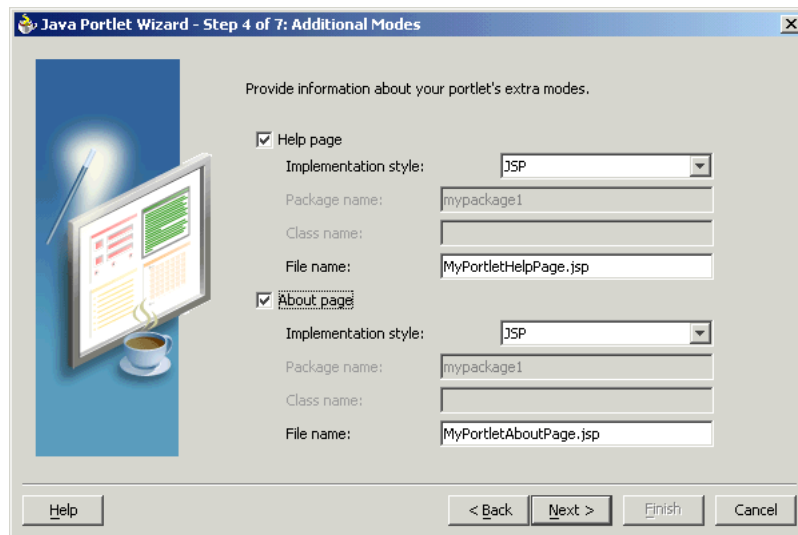 Java Portlet Wizard - Step 4 of 7: Additional Modes
Provide information about your portlet's extra modes.
Help page
Implementation style: JSP
Package name: mypackage1
Class name:
File name: MyPortletHelpPage.jsp
About page
Implementation style: JSP
Package name: mypackage1
Class name:
File name: MyPortletAboutPage.jsp
Help < Back Next > Finish Cancel